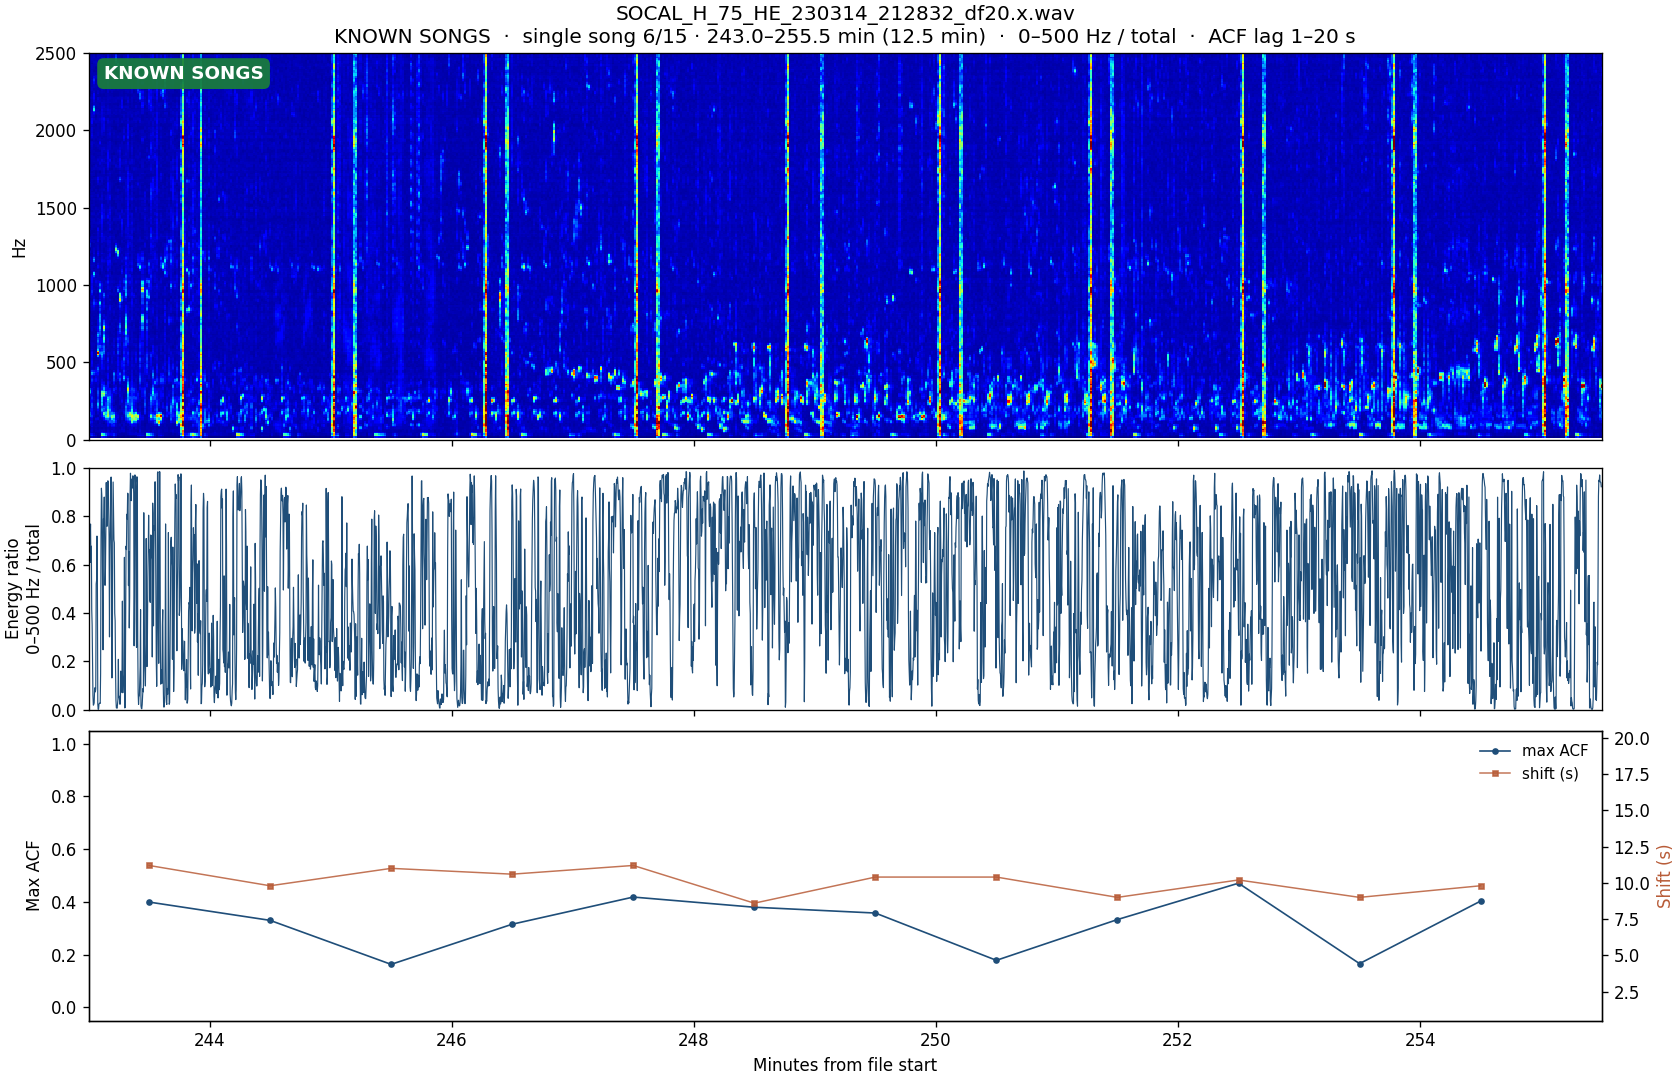 SOCAL_H_75_HE_230314_212832_df20.x.wav
KNOWN SONGS · single song 6/15 · 243.0–255.5 min (12.5 min) · 0–500 Hz / total · ACF lag 1–20 s
KNOWN SONGS
2500
2000
1500
1000
500
0
Hz
1.0
0.8
0.6
0.4
0.2
0.0
Energy ratio
0–500 Hz / total
1.0
0.8
0.6
0.4
0.2
0.0
Max ACF
max ACF
shift (s)
20.0
17.5
15.0
12.5
10.0
7.5
5.0
2.5
Shift (s)
244
246
248
250
252
254
Minutes from file start